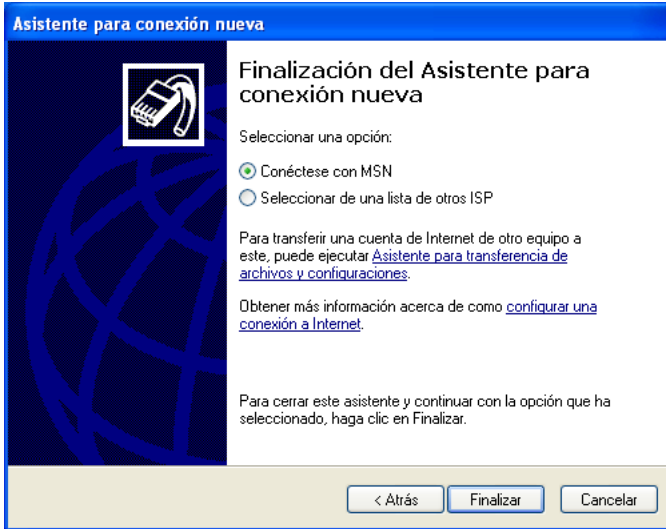 Asistente para conexión nueva
Finalización del Asistente para
conexión nueva
Seleccionar una opción:
Conéctese con MSN
Seleccionar de una lista de otros ISP
Para transferir una cuenta de Internet de otro equipo a
este, puede ejecutar Asistente para transferencia de
archivos y configuraciones.
Obtener más información acerca de como configurar una
conexión a Internet.
Para cerrar este asistente y continuar con la opción que ha
seleccionado, haga clic en Finalizar.
< Atrás
Finalizar
Cancelar